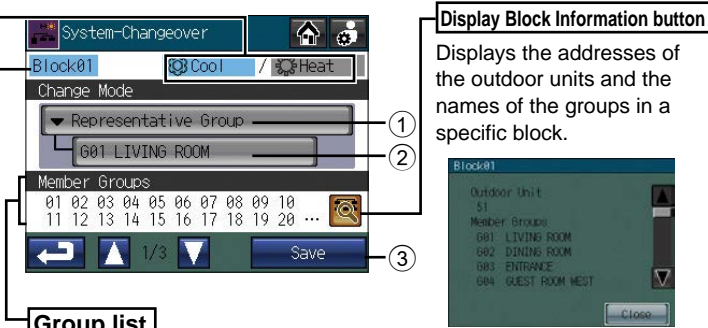 System-Changeover
Block01
Cool / Heat
Change Mode
Representative Group
G01 LIVING ROOM
Member Groups
01 02 03 04 05 06 07 08 09 10
11 12 13 14 15 16 17 18 19 20 ...
1/3
Save
1
2
3
Group list
Display Block Information button
Displays the addresses of
the outdoor units and the
names of the groups in a
specific block.
Block01
Outdoor Unit
51
Member Groups
G01 LIVING ROOM
G02 DINING ROOM
G03 ENTRANCE
G04 GUEST ROOM WEST
Close